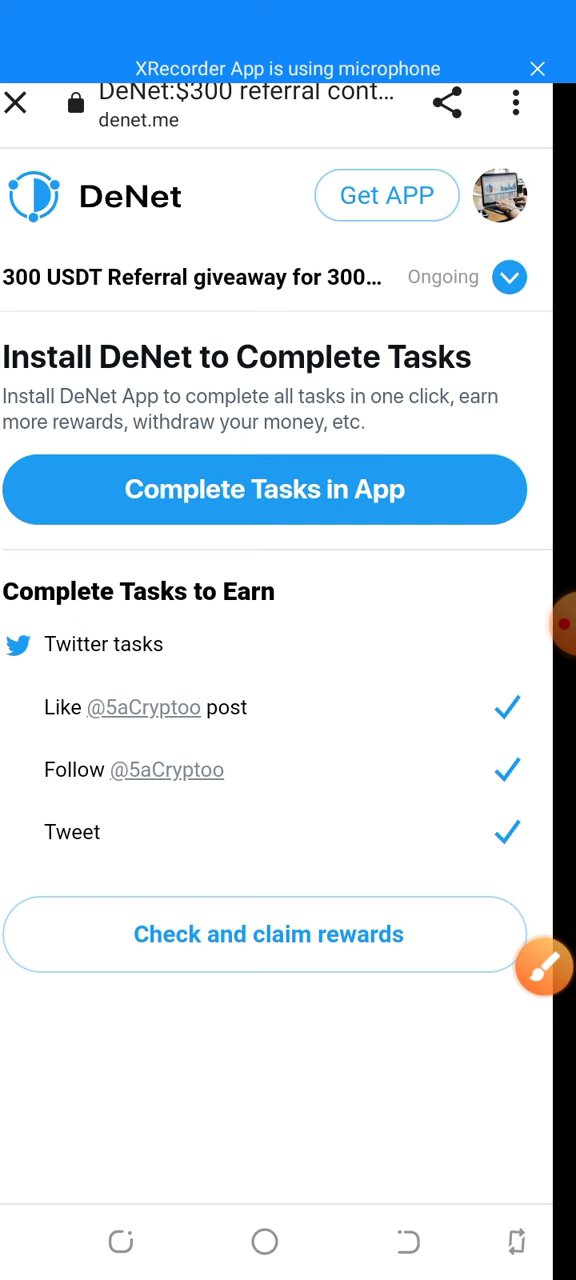 XRecorder App is using microphone
DeNet:$300 referral cont...
denet.me
DeNet
Get APP
300 USDT Referral giveaway for 300...
Ongoing
Install DeNet to Complete Tasks
Install DeNet App to complete all tasks in one click, earn
more rewards, withdraw your money, etc.
Complete Tasks in App
Complete Tasks to Earn
Twitter tasks
Like @5aCryptoo post
Follow @5aCryptoo
Tweet
Check and claim rewards